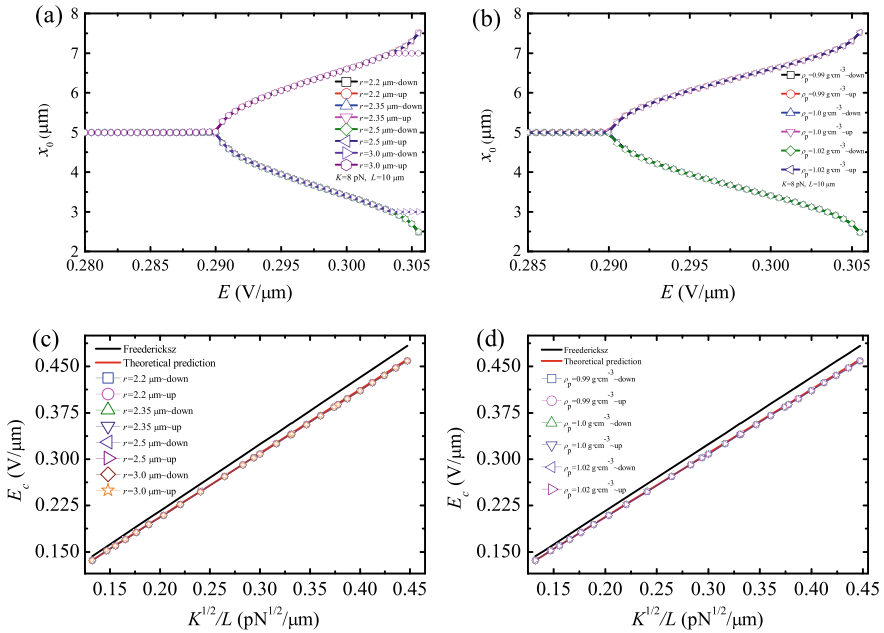 (a)
8
7
6
5
4
3
2
x0 (μm)
r=2.2 μm~down
r=2.2 μm~up
r=2.35 μm~down
r=2.35 μm~up
r=2.5 μm~down
r=2.5 μm~up
r=3.0 μm~down
r=3.0 μm~up
K=8 pN, L=10 μm
0.280 0.285 0.290 0.295 0.300 0.305
E (V/μm)
(b)
8
7
6
5
4
3
2
x0 (μm)
ρp=0.99 g·cm-3~down
ρp=0.99 g·cm-3~up
ρp=1.0 g·cm-3~down
ρp=1.0 g·cm-3~up
ρp=1.02 g·cm-3~down
ρp=1.02 g·cm-3~up
K=8 pN, L=10 μm
0.285 0.290 0.295 0.300 0.305
E (V/μm)
(c)
0.450
0.375
0.300
0.225
0.150
Ec (V/μm)
Freedericksz
Theoretical prediction
r=2.2 μm~down
r=2.2 μm~up
r=2.35 μm~down
r=2.35 μm~up
r=2.5 μm~down
r=2.5 μm~up
r=3.0 μm~down
r=3.0 μm~up
0.15 0.20 0.25 0.30 0.35 0.40 0.45
K1/2/L (pN1/2/μm)
(d)
0.450
0.375
0.300
0.225
0.150
Ec (V/μm)
Freedericksz
Theoretical prediction
ρp=0.99 g·cm-3~down
ρp=0.99 g·cm-3~up
ρp=1.0 g·cm-3~down
ρp=1.0 g·cm-3~up
ρp=1.02 g·cm-3~down
ρp=1.02 g·cm-3~up
0.15 0.20 0.25 0.30 0.35 0.40 0.45
K1/2/L (pN1/2/μm)